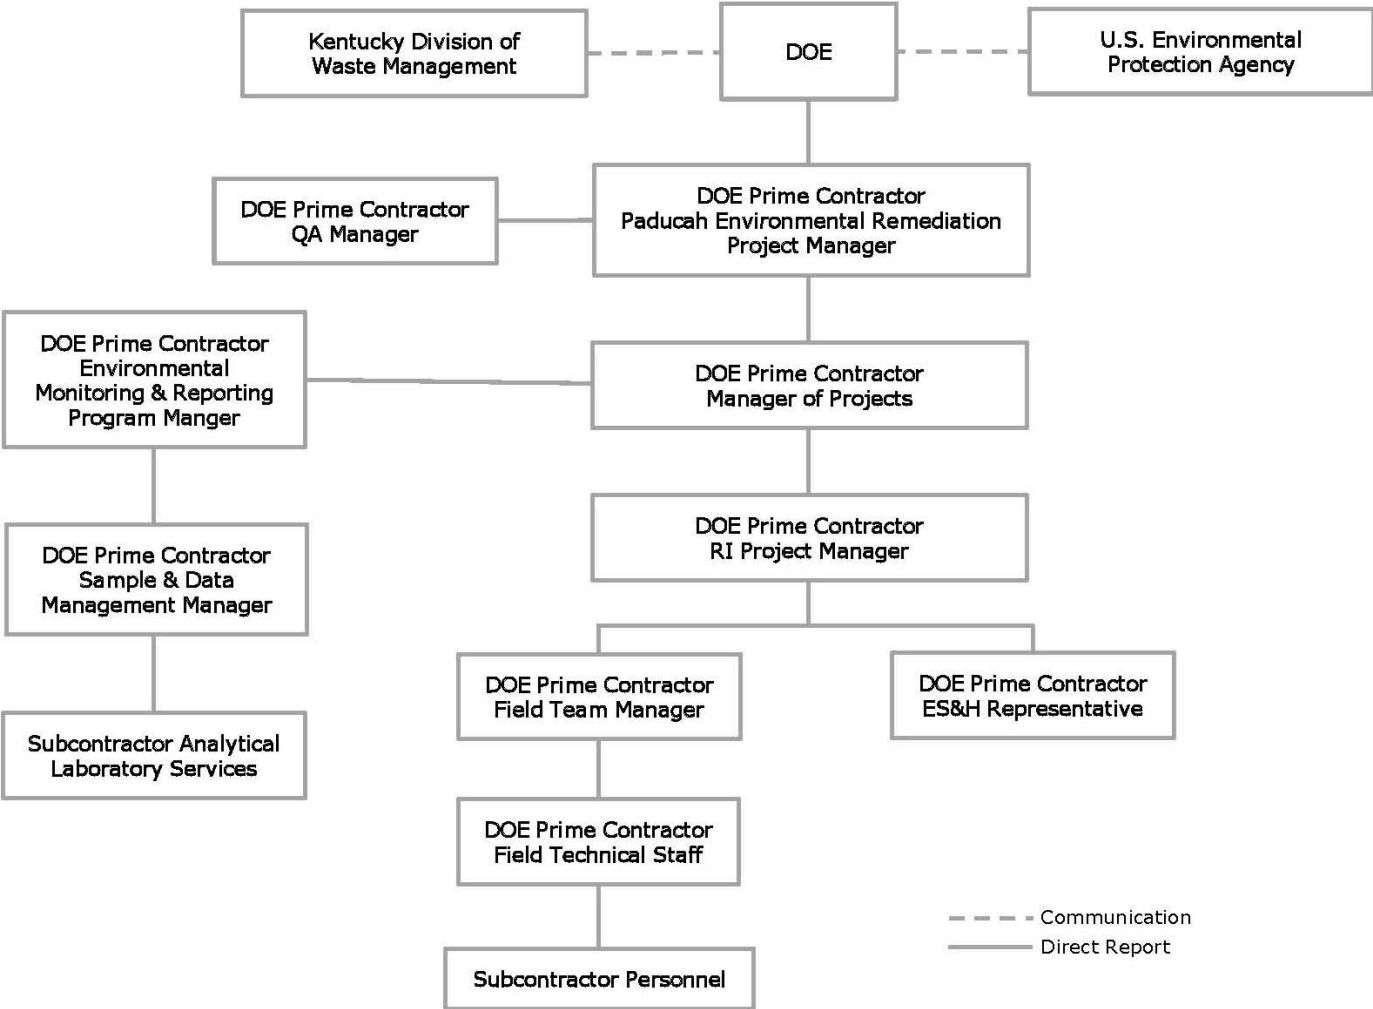 Kentucky Division of
Waste Management
DOE
U.S. Environmental
Protection Agency
DOE Prime Contractor
QA Manager
DOE Prime Contractor
Paducah Environmental Remediation
Project Manager
DOE Prime Contractor
Environmental
Monitoring & Reporting
Program Manger
DOE Prime Contractor
Manager of Projects
DOE Prime Contractor
RI Project Manager
DOE Prime Contractor
Sample & Data
Management Manager
DOE Prime Contractor
Field Team Manager
DOE Prime Contractor
ES&H Representative
Subcontractor Analytical
Laboratory Services
DOE Prime Contractor
Field Technical Staff
Subcontractor Personnel
Communication
Direct Report